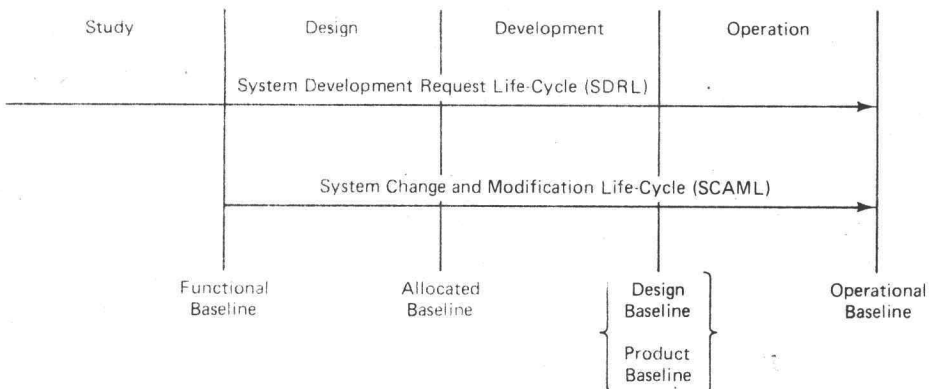 Study Design Development Operation
System Development Request Life-Cycle (SDRL)
System Change and Modification Life-Cycle (SCAML)
Functional
Baseline
Allocated
Baseline
Design
Baseline
Product
Baseline
Operational
Baseline